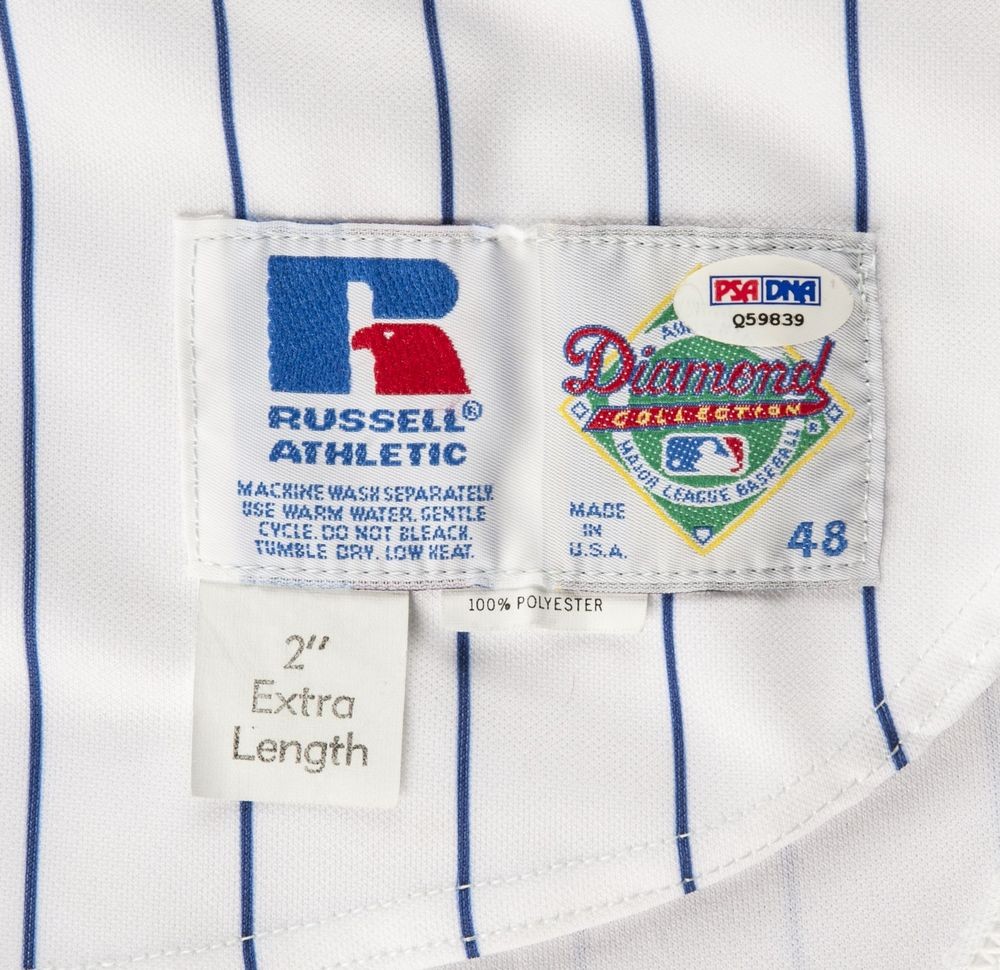 RUSSELL®
ATHLETIC
MACHINE WASH SEPARATELY.
USE WARM WATER. GENTLE
CYCLE. DO NOT BLEACH.
TUMBLE DRY. LOW HEAT.
PSA DNA
Q59839
Diamond
COLLECTION
MAJOR LEAGUE BASEBALL®
MADE
IN
U.S.A.
48
100% POLYESTER
2"
Extra
Length